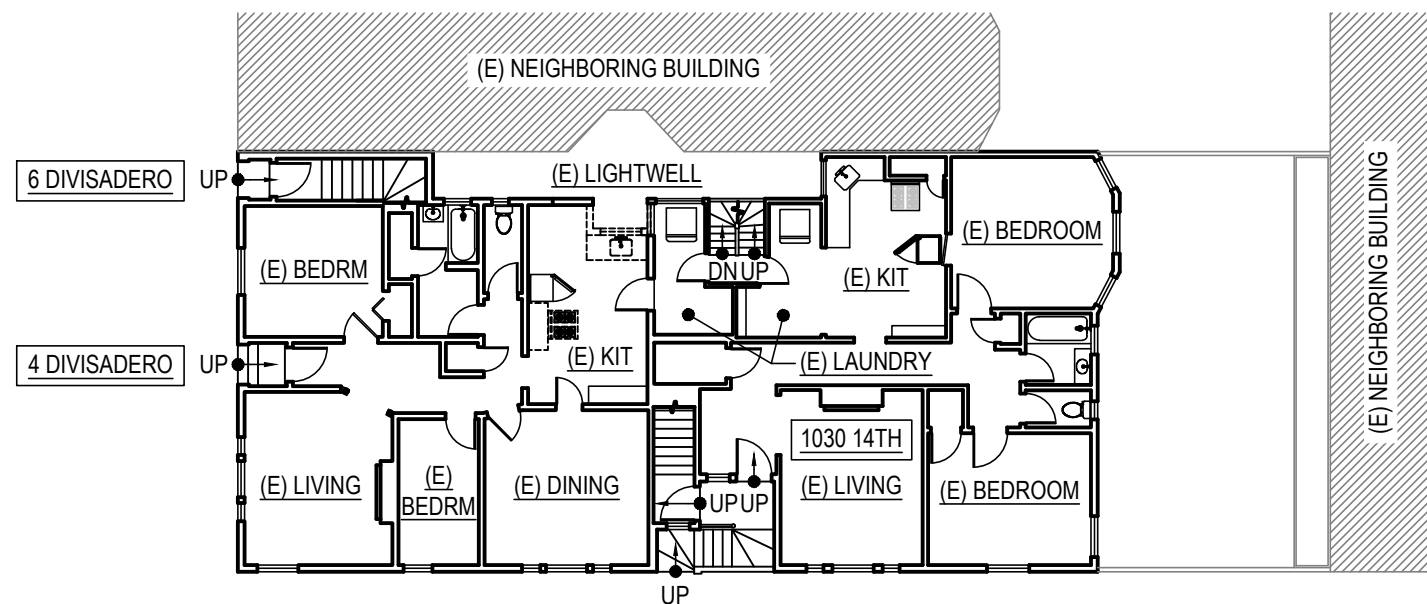 (E) NEIGHBORING BUILDING
(E) NEIGHBORING BUILDING
6 DIVISADERO
UP
(E) LIGHTWELL
(E) BEDROOM
(E) BEDRM
DN UP
(E) KIT
4 DIVISADERO
UP
(E) KIT
(E) LAUNDRY
1030 14TH
(E) LIVING
(E)
BEDRM
(E) DINING
UP UP
(E) LIVING
(E) BEDROOM
UP